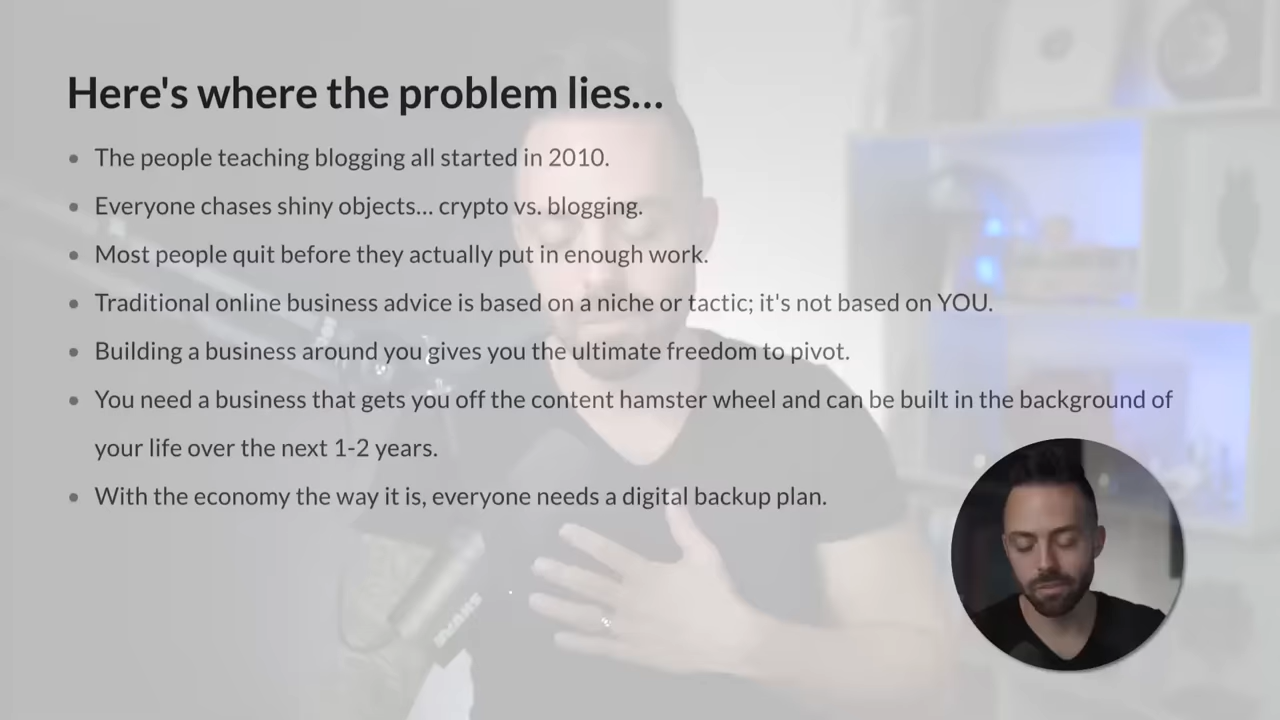 Here's where the problem lies...
• The people teaching blogging all started in 2010.
• Everyone chases shiny objects... crypto vs. blogging.
• Most people quit before they actually put in enough work.
• Traditional online business advice is based on a niche or tactic; it's not based on YOU.
• Building a business around you gives you the ultimate freedom to pivot.
• You need a business that gets you off the content hamster wheel and can be built in the background of
your life over the next 1-2 years.
• With the economy the way it is, everyone needs a digital backup plan.
SHURE